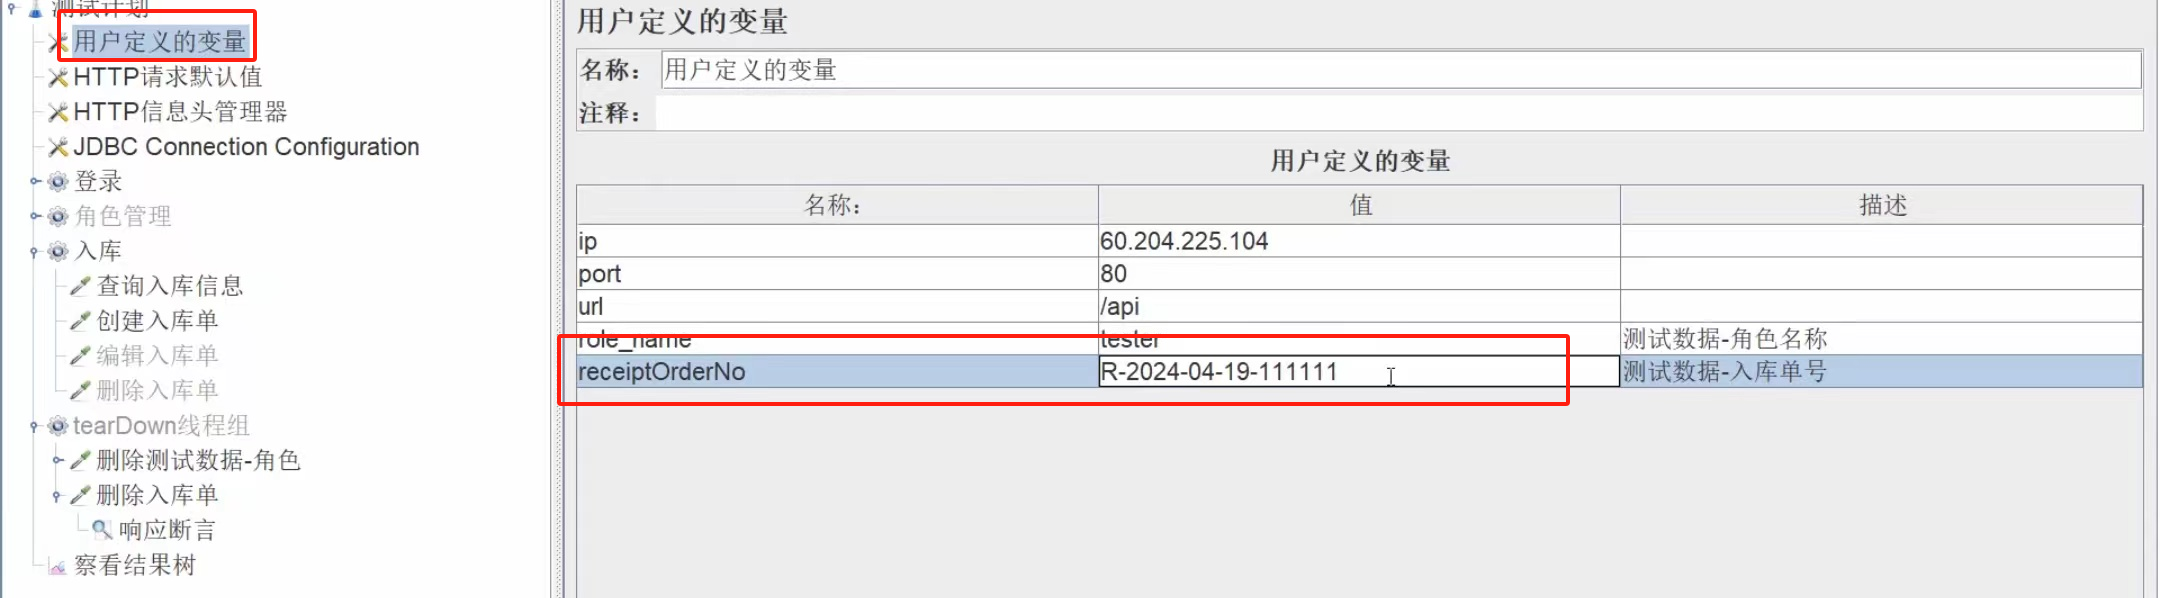 测试计划
用户定义的变量
HTTP请求默认值
HTTP信息头管理器
JDBC Connection Configuration
登录
角色管理
入库
查询入库信息
创建入库单
编辑入库单
删除入库单
tearDown线程组
删除测试数据-角色
删除入库单
响应断言
察看结果树
用户定义的变量
名称： 用户定义的变量
注释：
用户定义的变量
名称： 值 描述
ip 60.204.225.104
port 80
url /api
role_name tester 测试数据-角色名称
receiptOrderNo R-2024-04-19-111111 测试数据-入库单号